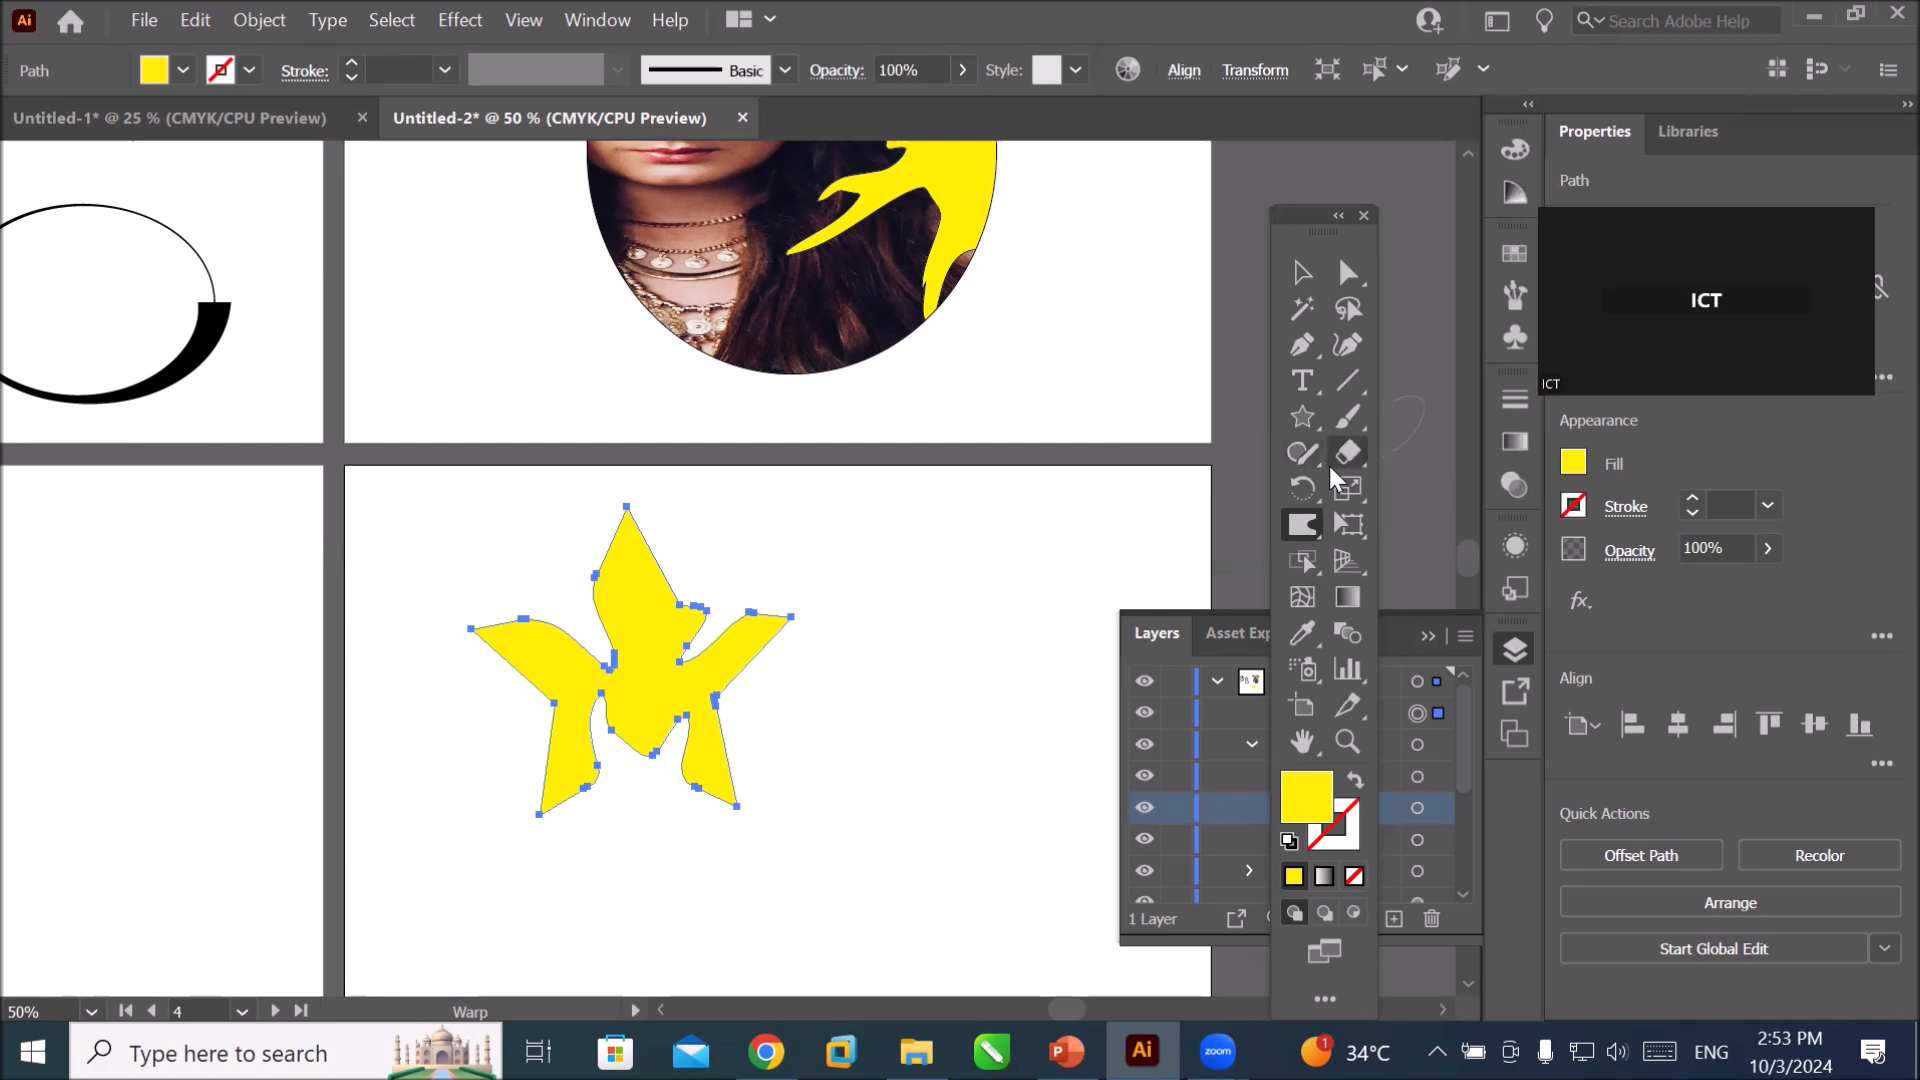 Ai File Edit Object Type Select Effect View Window Help Search Adobe Help
Path Stroke: Basic Opacity: 100% Style: Align Transform
Untitled-1* @ 25 % (CMYK/CPU Preview) Untitled-2* @ 50 % (CMYK/CPU Preview)
Properties Libraries
Path
ICT
ICT
Appearance
Fill
Stroke
Opacity 100%
fx.
Layers Asset Exp
Align
Quick Actions
Offset Path Recolor
Arrange
Start Global Edit
1 Layer
50% 4 Warp
Type here to search Ai zoom 1 34°C ENG 2:53 PM
10/3/2024